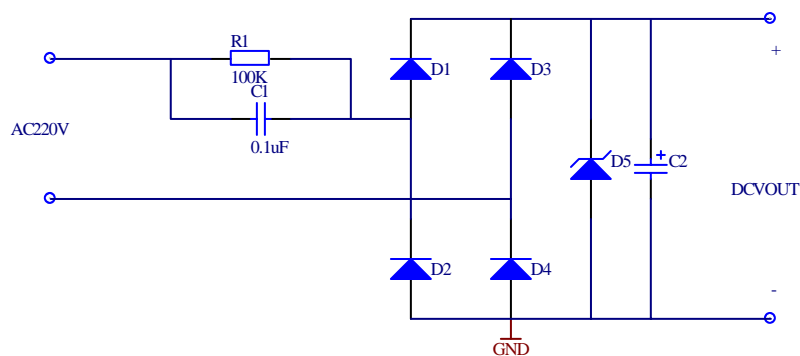 R1
100K
C1
0.1uF
AC220V
D1
D3
+
D5
+
C2
DCVOUT
D2
D4
-
GND